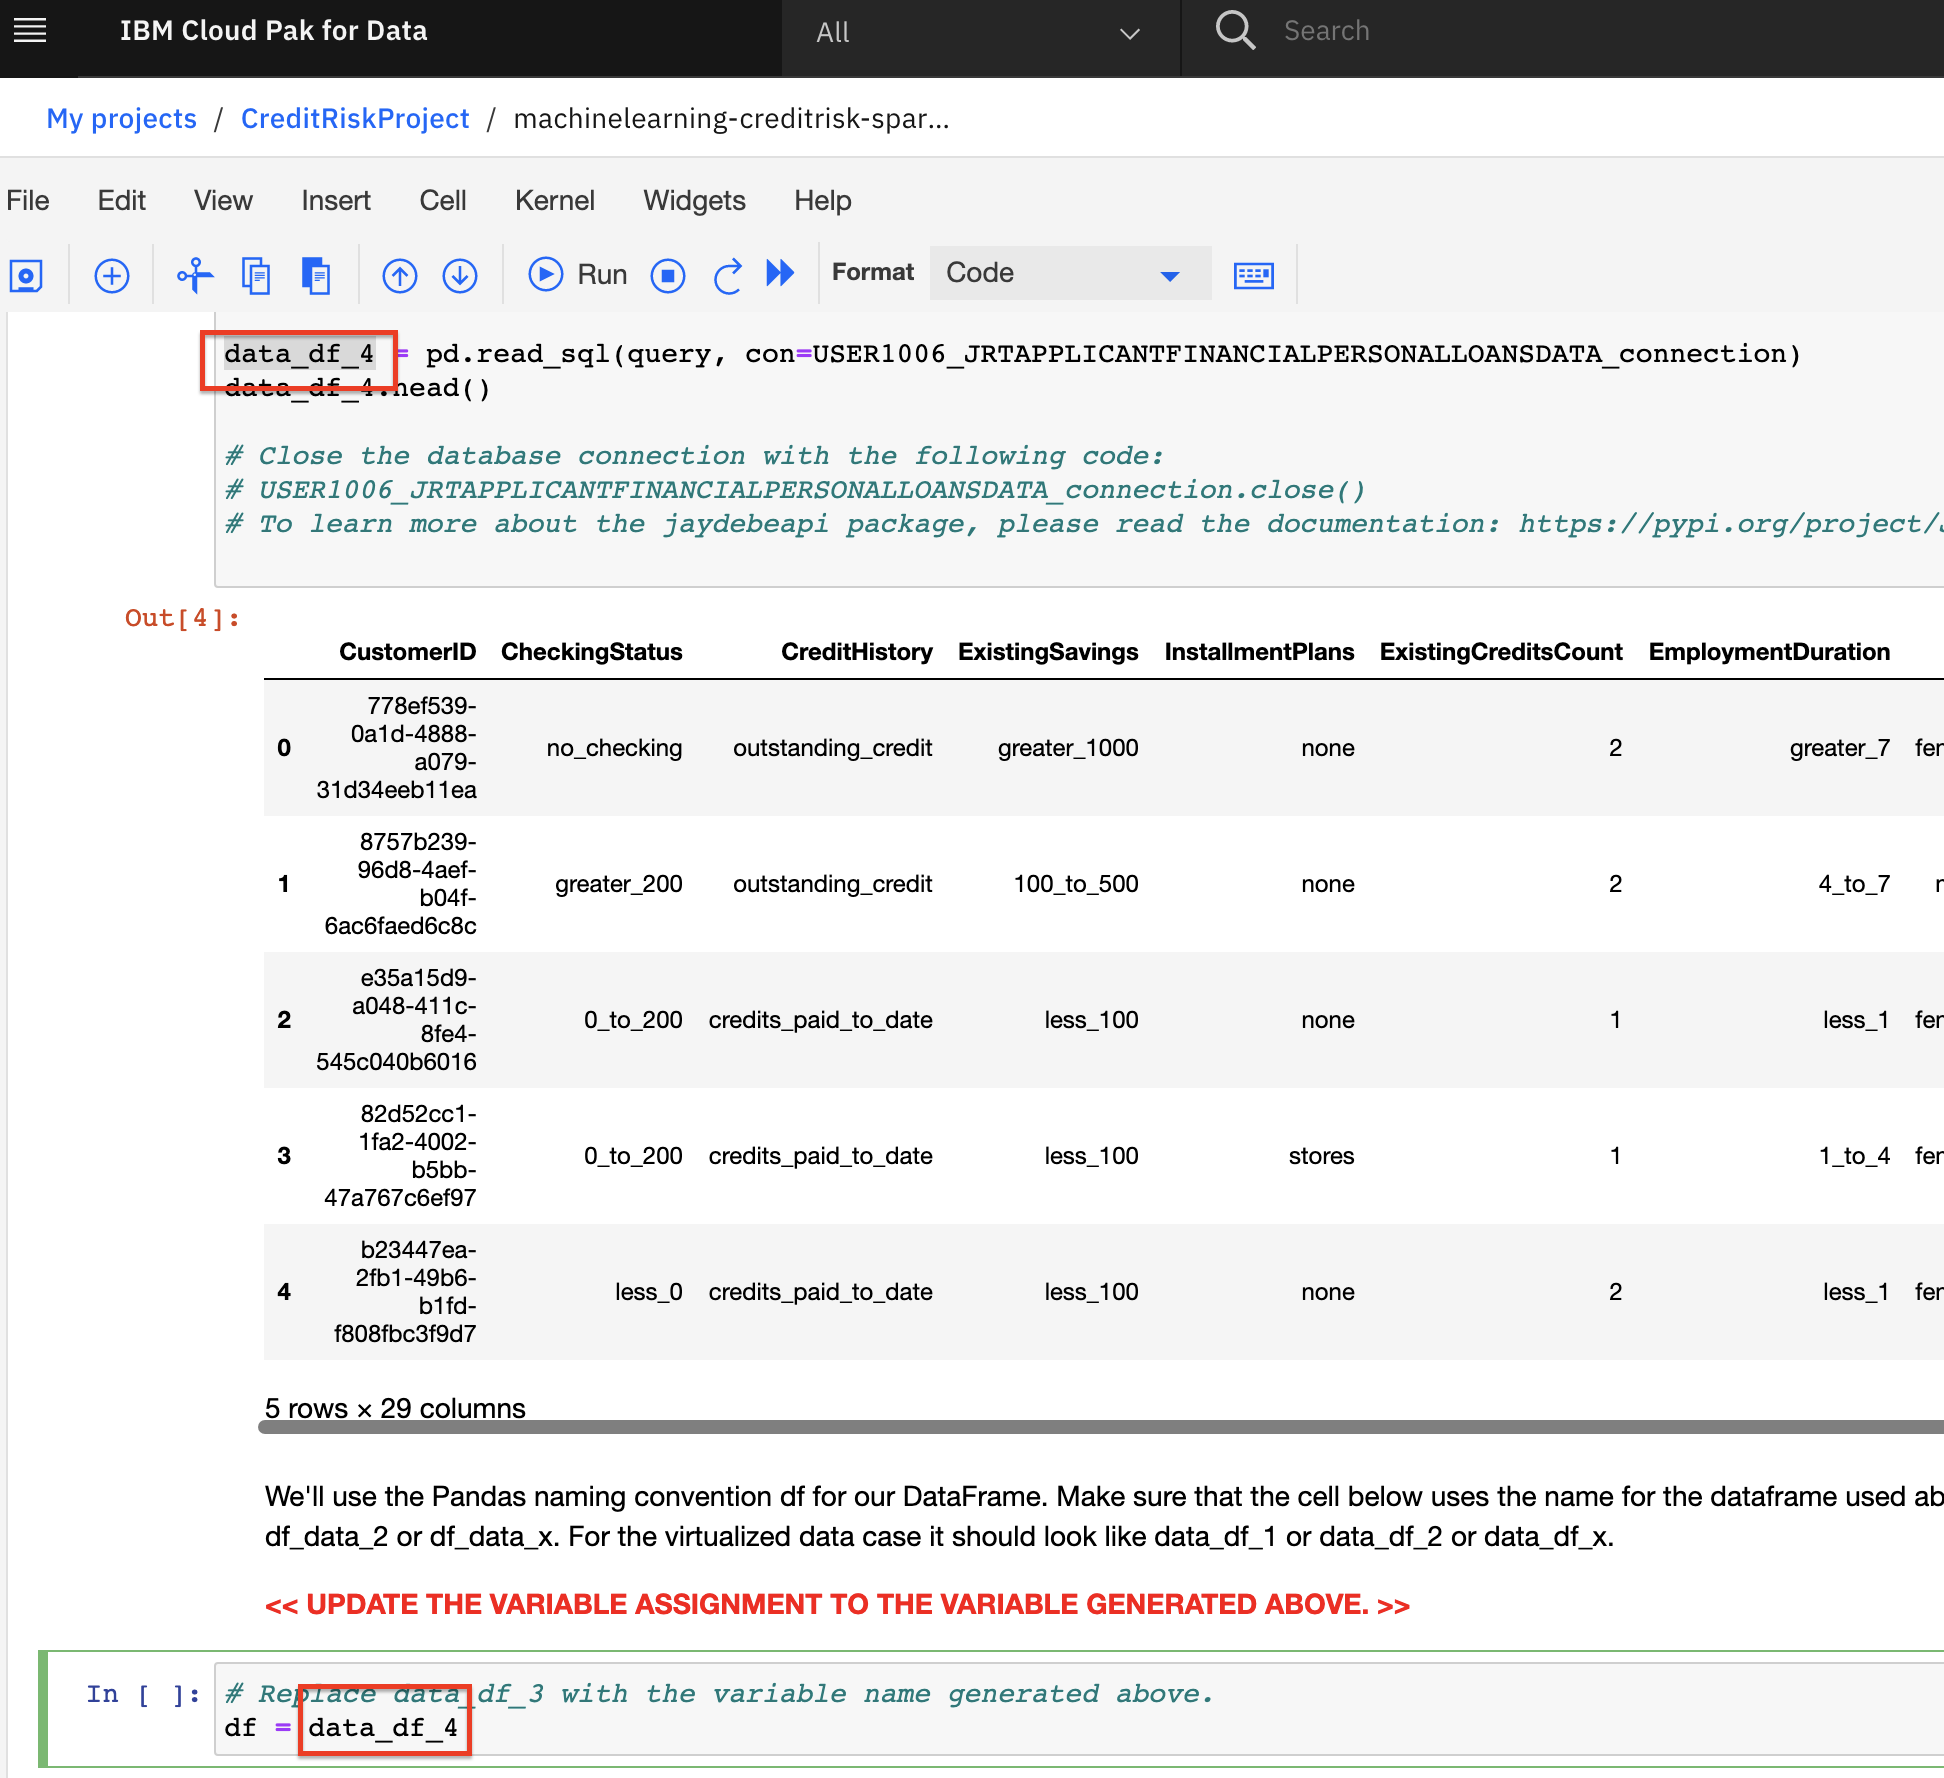 IBM Cloud Pak for Data All Search
My projects / CreditRiskProject / machinelearning-creditrisk-spar...
File Edit View Insert Cell Kernel Widgets Help
Run Format Code
data_df_4 = pd.read_sql(query, con=USER1006_JRTAPPLICANTFINANCIALPERSONALLOANSDATA_connection)
data_df_4.head()
# Close the database connection with the following code:
# USER1006_JRTAPPLICANTFINANCIALPERSONALLOANSDATA_connection.close()
# To learn more about the jaydebeapi package, please read the documentation: https://pypi.org/project/
Out[4]:
CustomerID CheckingStatus CreditHistory ExistingSavings InstallmentPlans ExistingCreditsCount EmploymentDuration
778ef539-
0a1d-4888-
a079-
31d34eeb11ea
0 no_checking outstanding_credit greater_1000 none 2 greater_7 fer
8757b239-
96d8-4aef-
b04f-
6ac6faed6c8c
1 greater_200 outstanding_credit 100_to_500 none 2 4_to_7
e35a15d9-
a048-411c-
8fe4-
545c040b6016
2 0_to_200 credits_paid_to_date less_100 none 1 less_1 fer
82d52cc1-
1fa2-4002-
b5bb-
47a767c6ef97
3 0_to_200 credits_paid_to_date less_100 stores 1 1_to_4 fer
b23447ea-
2fb1-49b6-
b1fd-
f808fbc3f9d7
4 less_0 credits_paid_to_date less_100 none 2 less_1 fer
5 rows × 29 columns
We'll use the Pandas naming convention df for our DataFrame. Make sure that the cell below uses the name for the dataframe used ab
df_data_2 or df_data_x. For the virtualized data case it should look like data_df_1 or data_df_2 or data_df_x.
<< UPDATE THE VARIABLE ASSIGNMENT TO THE VARIABLE GENERATED ABOVE. >>
In [ ]: # Replace data_df_3 with the variable name generated above.
df = data_df_4